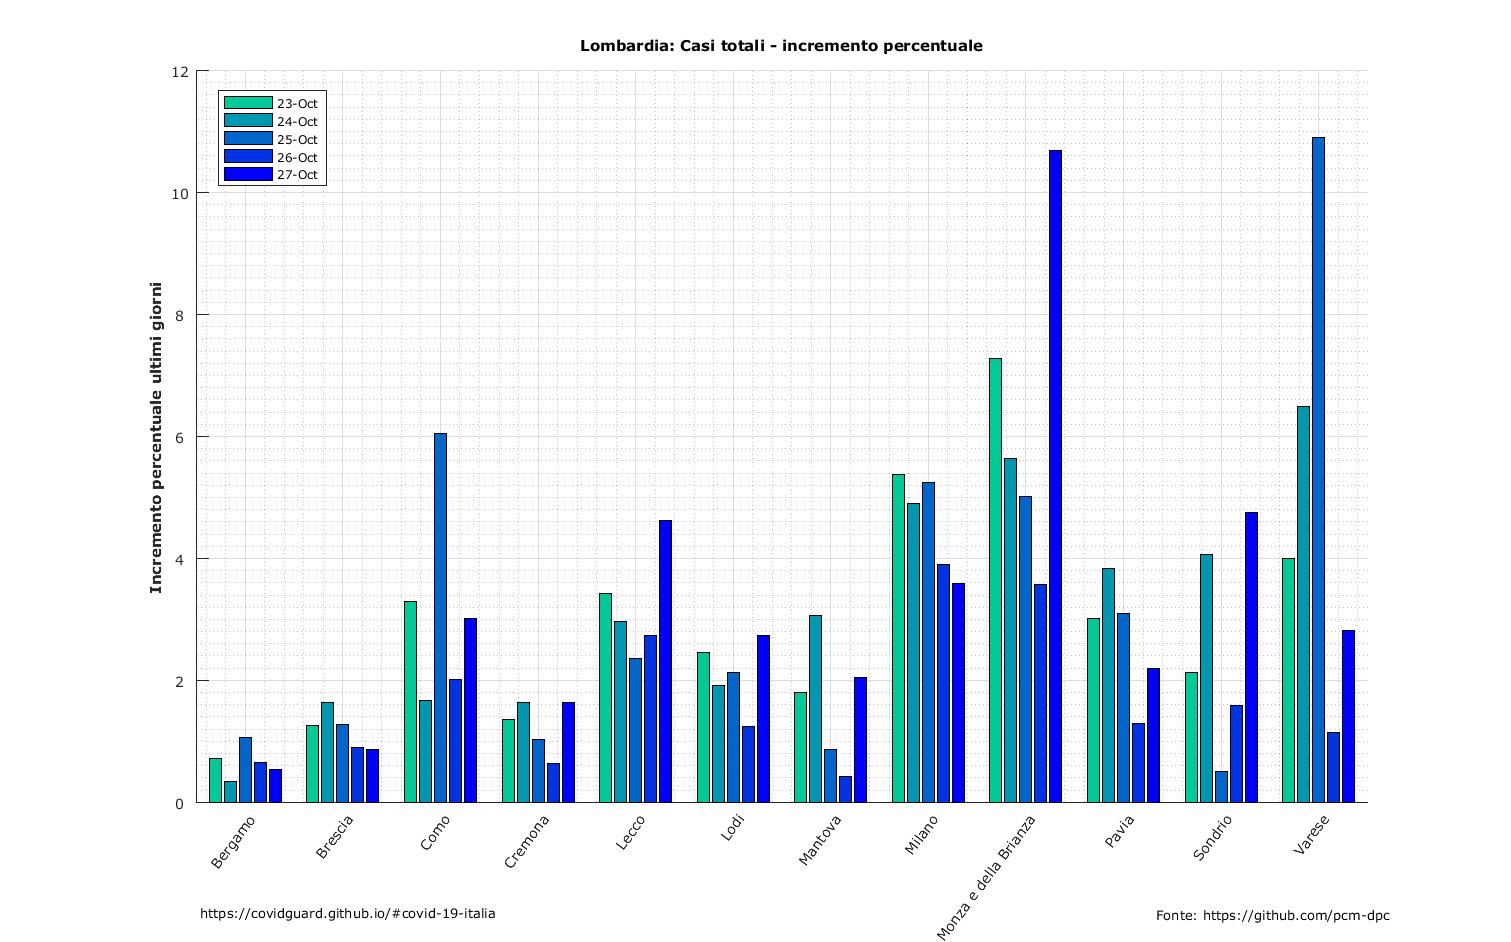 Lombardia: Casi totali - incremento percentuale
Incremento percentuale ultimi giorni
12
10
8
6
4
2
0
23-Oct
24-Oct
25-Oct
26-Oct
27-Oct
Bergamo
Brescia
Como
Cremona
Lecco
Lodi
Mantova
Milano
Monza e della Brianza
Pavia
Sondrio
Varese
https://covidguard.github.io/#covid-19-italia
Fonte: https://github.com/pcm-dpc